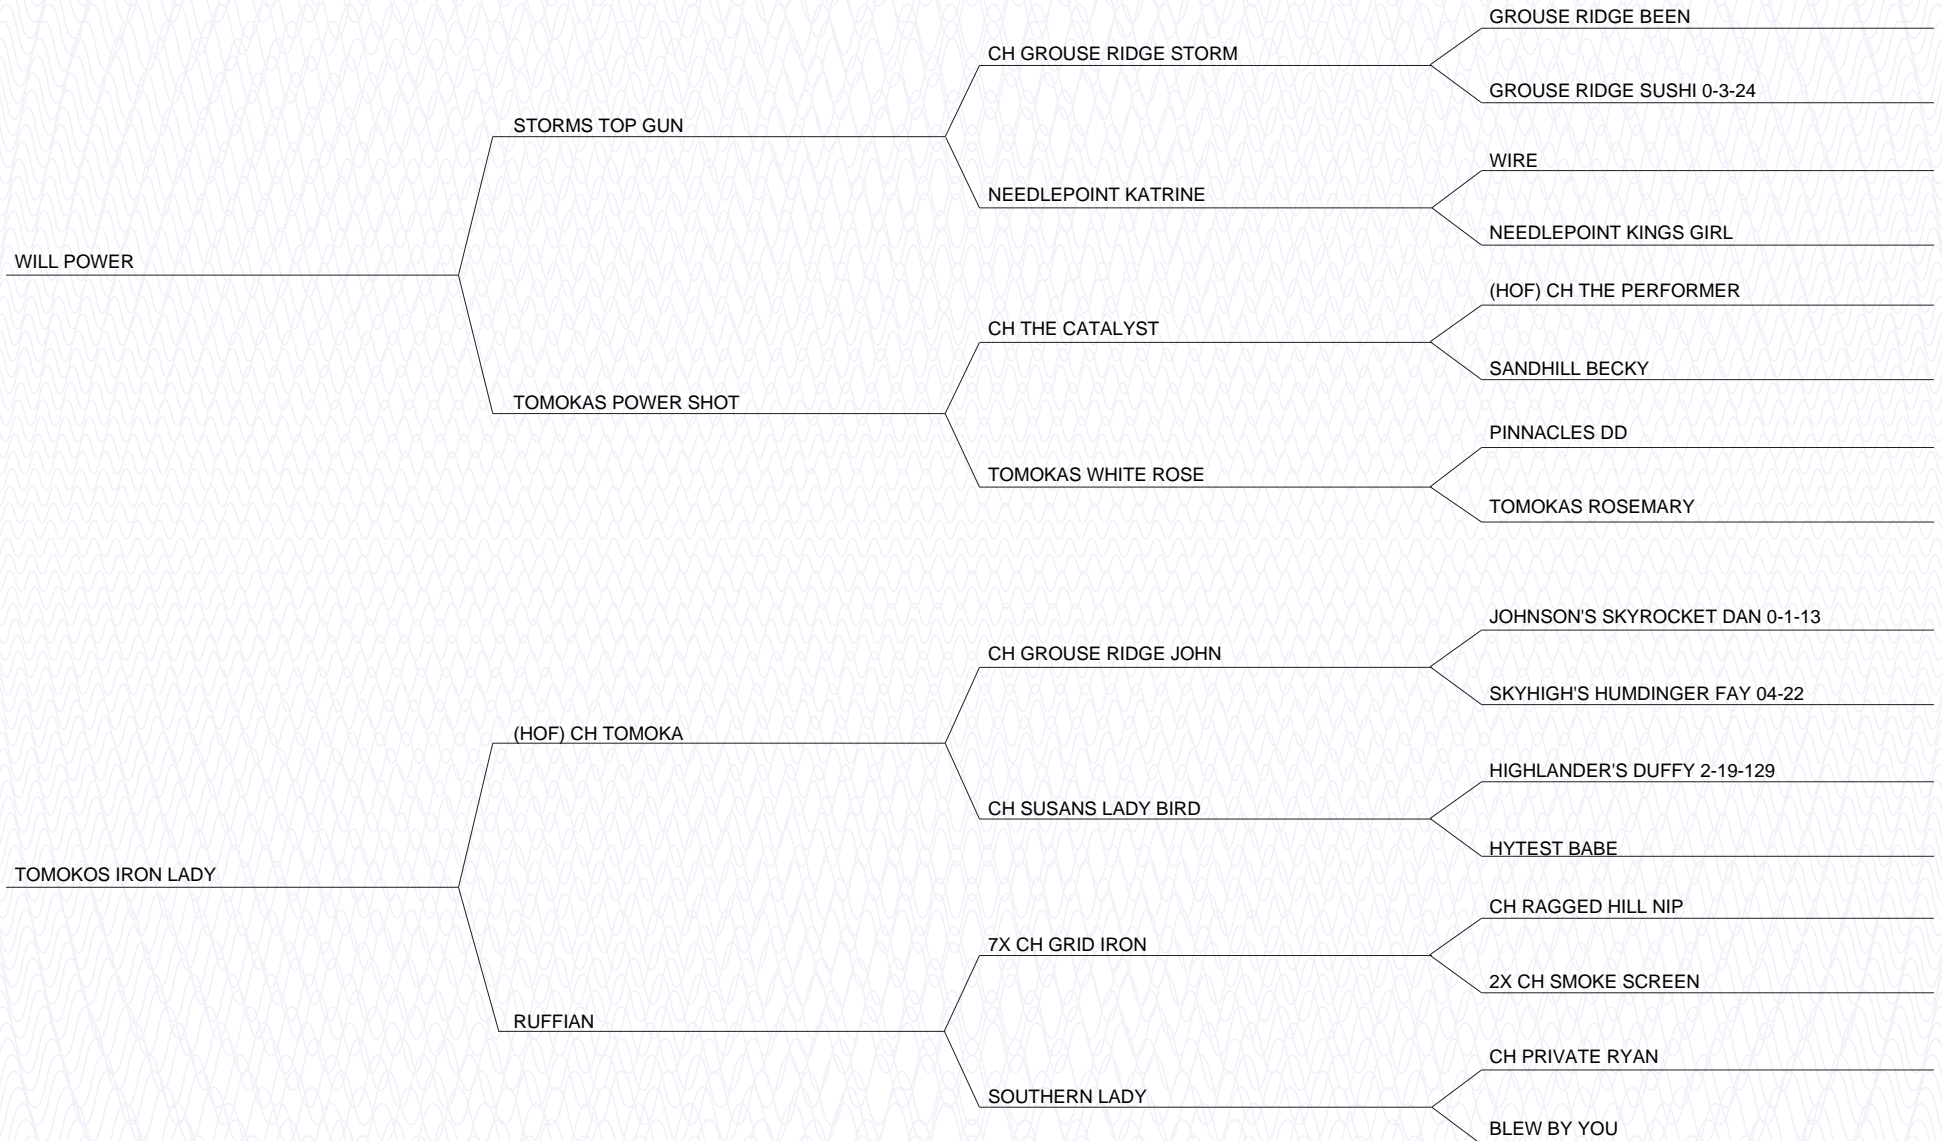 GROUSE RIDGE BEEN
CH GROUSE RIDGE STORM
GROUSE RIDGE SUSHI 0-3-24
STORMS TOP GUN
WIRE
NEEDLEPOINT KATRINE
NEEDLEPOINT KINGS GIRL
WILL POWER
(HOF) CH THE PERFORMER
CH THE CATALYST
SANDHILL BECKY
TOMOKAS POWER SHOT
PINNACLES DD
TOMOKAS WHITE ROSE
TOMOKAS ROSEMARY
JOHNSON'S SKYROCKET DAN 0-1-13
CH GROUSE RIDGE JOHN
SKYHIGH'S HUMDINGER FAY 04-22
(HOF) CH TOMOKA
HIGHLANDER'S DUFFY 2-19-129
CH SUSANS LADY BIRD
HYTEST BABE
TOMOKOS IRON LADY
CH RAGGED HILL NIP
7X CH GRID IRON
2X CH SMOKE SCREEN
RUFFIAN
CH PRIVATE RYAN
SOUTHERN LADY
BLEW BY YOU